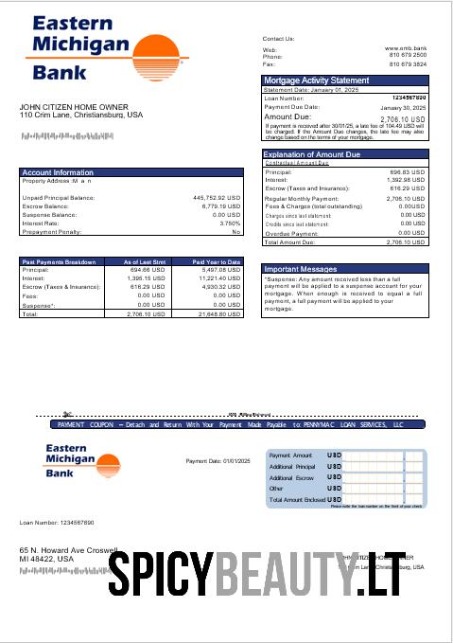 Eastern
Michigan
Bank
Contact Us:
Web: www.emb.bank
Phone: 810 679 2500
Fax: 810 679 3824
Mortgage Activity Statement
Statement Date: January 01, 2025
Loan Number: 1234567890
Payment Due Date: January 30, 2025
Amount Due: 2,706.10 USD
If payment is received after 30/01/25, a late fee of 104.49 USD will
be charged. If the Amount Due changes, the late fee may also
change based on the terms of your mortgage.
JOHN CITIZEN HOME OWNER
110 Crim Lane, Christiansburg, USA
Account Information
Property Address: M a n
Unpaid Principal Balance: 445,752.92 USD
Escrow Balance: 6,779.19 USD
Suspense Balance: 0.00 USD
Interest Rate: 3.750%
Prepayment Penalty: No
Explanation of Amount Due
Contractual Amount Due
Principal: 696.83 USD
Interest: 1,392.98 USD
Escrow (Taxes and Insurance): 616.29 USD
Regular Monthly Payment: 2,706.10 USD
Fees & Charges (total outstanding) 0.00USD
Charges since last statement: 0.00 USD
Credits since last statement: 0.00 USD
Overdue Payment: 0.00 USD
Total Amount Due: 2,706.10 USD
Past Payments Breakdown As of Last Stmt Paid Year to Date
Principal: 694.66 USD 5,497.08 USD
Interest: 1,395.15 USD 11,221.40 USD
Escrow (Taxes & Insurance): 616.29 USD 4,930.32 USD
Fees: 0.00 USD 0.00 USD
Suspense*: 0.00 USD 0.00 USD
Total: 2,706.10 USD 21,648.80 USD
Important Messages
*Suspense: Any amount received less than a full
payment will be applied to a suspense account for your
mortgage. When enough is received to equal a full
payment, a full payment will be applied to your
mortgage.
PAYMENT COUPON – Detach and Return With Your Payment Made Payable to: PENNYMAC LOAN SERVICES, LLC
Eastern
Michigan
Bank
Payment Date: 01/01/2025
Payment Amount USD
Additional Principal USD
Additional Escrow USD
Other USD
Total Amount Enclosed USD
Please write the loan number on the front of your check
Loan Number: 1234567890
65 N. Howard Ave Croswell
MI 48422, USA
SPICYBEAUTY.LT